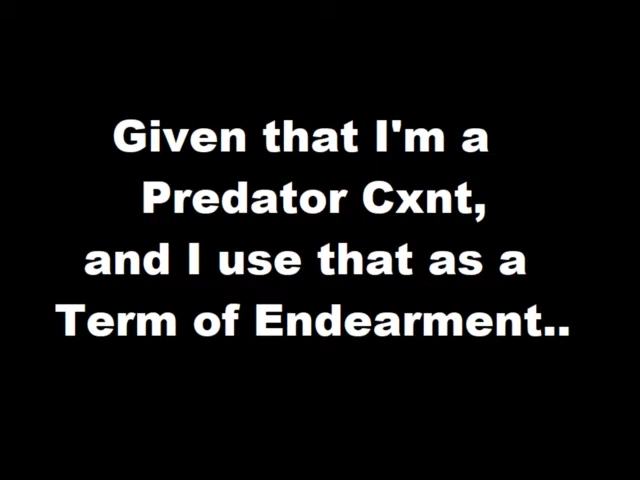 Given that I'm a
Predator Cxnt,
and I use that as a
Term of Endearment..